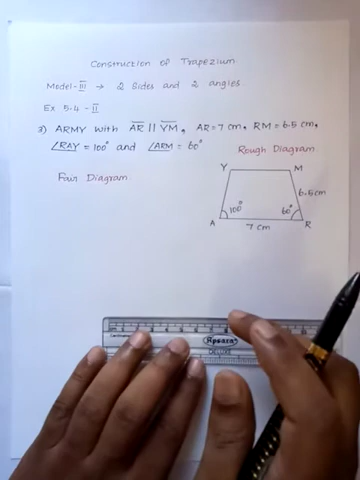 Construction of Trapezium
Model-III → 2 Sides and 2 angles.
Ex 5.4 - II
3) ARMY with AR || YM, AR = 7 cm, RM = 6.5 cm,
∠RAY = 100° and ∠ARM = 60°
Rough Diagram
Fair Diagram
Y M
6.5cm
100° 60°
A R
7 cm
Apsara